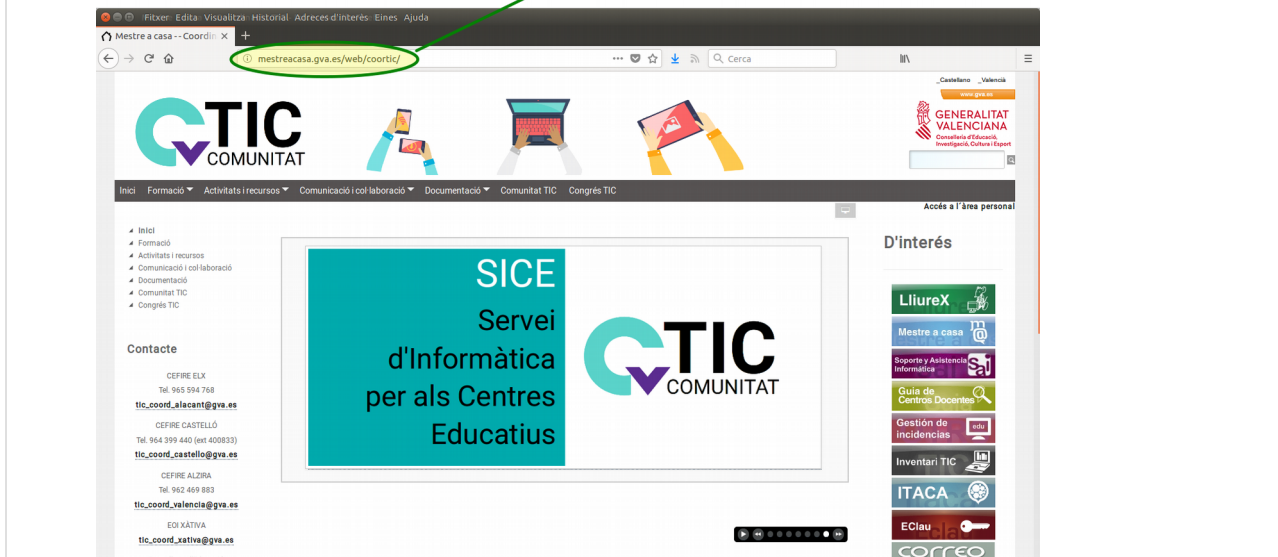 Fitxer Edita Visualitza Historial Adreces d'interés Eines Ajuda
Mestre a casa -- Coordin
mestreacasa.gva.es/web/coortic/
Cerca
_Castellano _Valencià
www.gva.es
TIC
COMUNITAT
GENERALITAT
VALENCIANA
Conselleria d'Educació,
Investigació, Cultura i Esport
Inici Formació Activitats i recursos Comunicació i col·laboració Documentació Comunitat TIC Congrés TIC
Accés a l´àrea personal
Inici
Formació
Activitats i recursos
Comunicació i col·laboració
Documentació
Comunitat TIC
Congrés TIC
Contacte
CEFIRE ELX
Tel. 965 594 768
tic_coord_alacant@gva.es
CEFIRE CASTELLÓ
Tel. 964 399 440 (ext 400833)
tic_coord_castello@gva.es
CEFIRE ALZIRA
Tel. 962 469 883
tic_coord_valencia@gva.es
EOI XÀTIVA
tic_coord_xativa@gva.es
SICE
Servei
d'Informàtica
per als Centres
Educatius
TIC
COMUNITAT
D'interés
LliureX
Mestre a casa
Soporte y Asistencia
Informática
SAI
Guia de
Centros Docentes
Gestión de
incidencias
edu
Inventari TIC
ITACA
EClau
correo